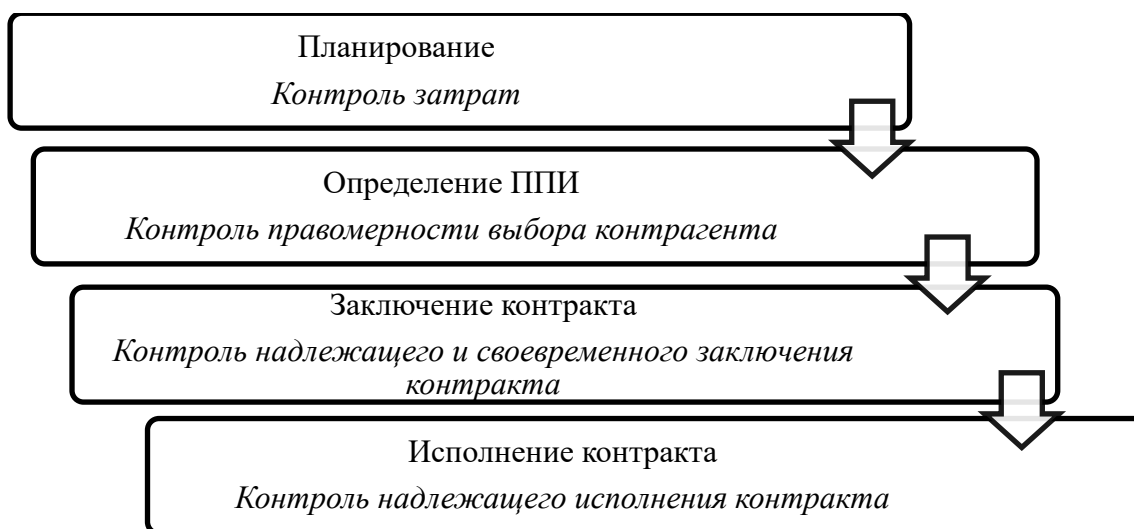 Планирование
Контроль затрат
Определение ППИ
Контроль правомерности выбора контрагента
Заключение контракта
Контроль надлежащего и своевременного заключения
контракта
Исполнение контракта
Контроль надлежащего исполнения контракта